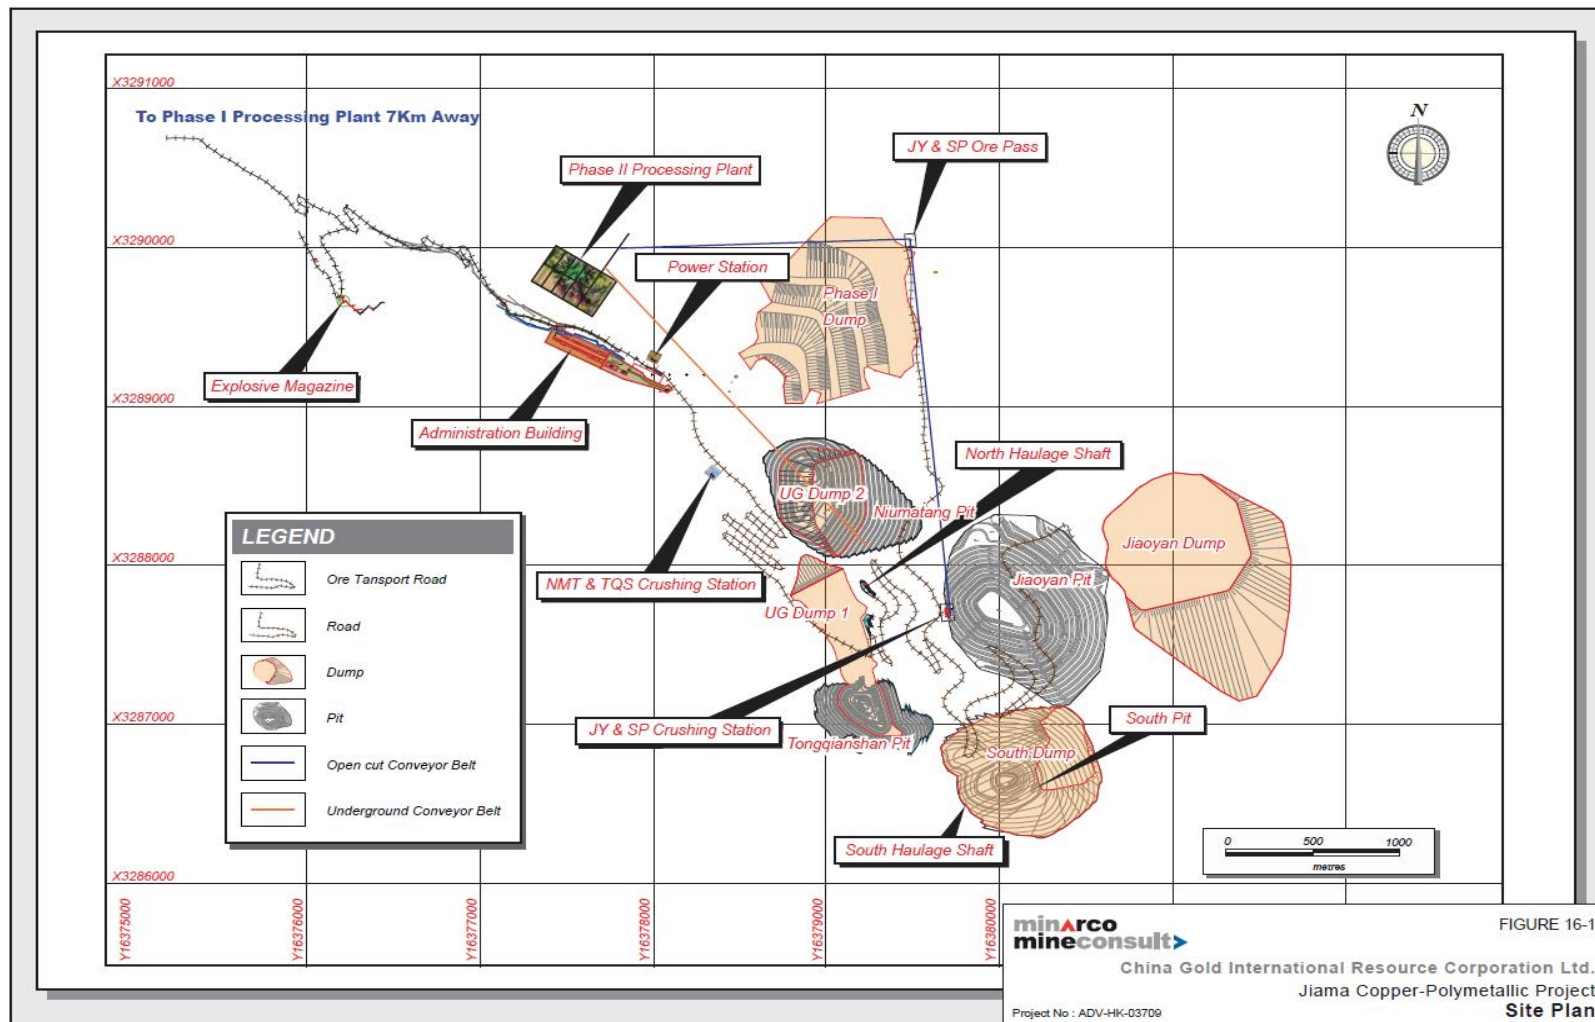 X3291000
To Phase I Processing Plant 7Km Away
N
JY & SP Ore Pass
Phase II Processing Plant
X3290000
Power Station
Phase I
Dump
Explosive Magazine
X3289000
Administration Building
North Haulage Shaft
UG Dump 2
Niumatang Pit
LEGEND
Ore Tansport Road
Road
Dump
Pit
Open cut Conveyor Belt
Underground Conveyor Belt
Jiaoyan Dump
X3288000
NMT & TQS Crushing Station
Jiaoyan Pit
UG Dump 1
X3287000
JY & SP Crushing Station
Tongqianshan Pit
South Dump
South Pit
South Haulage Shaft
0 500 1000
metres
X3286000
Y16375000
Y16376000
Y16377000
Y16378000
Y16379000
Y16380000
minarco
mineconsult
FIGURE 16-1
China Gold International Resource Corporation Ltd.
Jiama Copper-Polymetallic Project
Project No : ADV-HK-03709
Site Plan